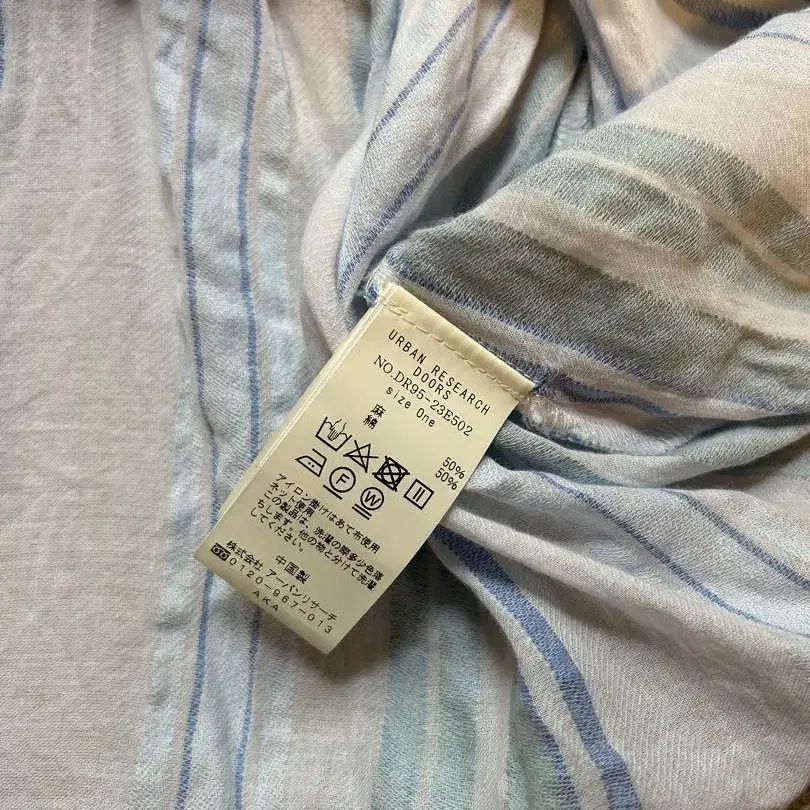 URBAN RESEARCH
DOORS
NO.DR95-23E502
size One
麻 50%
綿 50%
F W
アイロン掛けはあて布使用
ネット使用
この製品は、洗濯の際多少色落
ちします。他の物と分けて洗濯
してください。
中国製
株式会社 アーバンリサーチ
0120-967-013
AKA